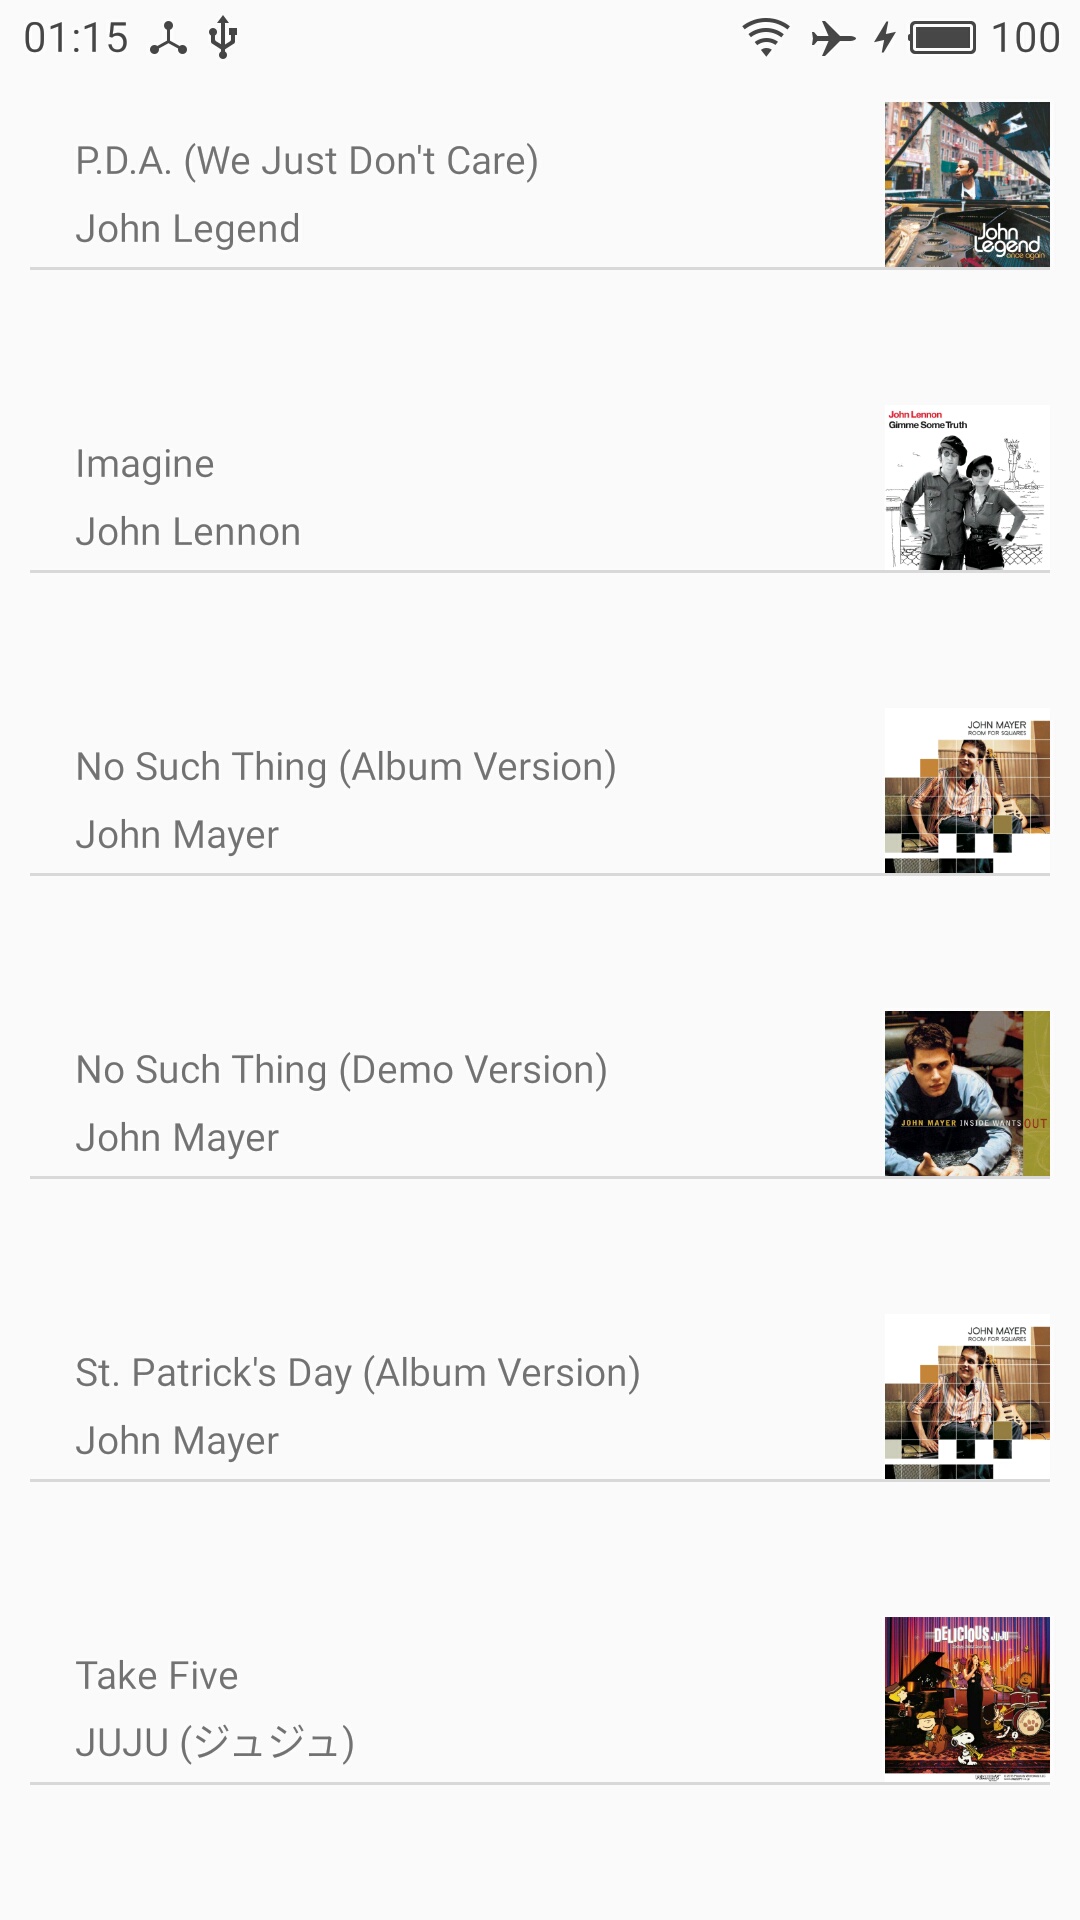 01:15
100
P.D.A. (We Just Don't Care)
John Legend
John
Legend
once again
Imagine
John Lennon
John Lennon
Gimme Some Truth
No Such Thing (Album Version)
John Mayer
JOHN MAYER
ROOM FOR SQUARES
No Such Thing (Demo Version)
John Mayer
JOHN MAYER INSIDE WANTS OUT
St. Patrick's Day (Album Version)
John Mayer
JOHN MAYER
ROOM FOR SQUARES
Take Five
JUJU (ジュジュ)
DELICIOUS JUJU